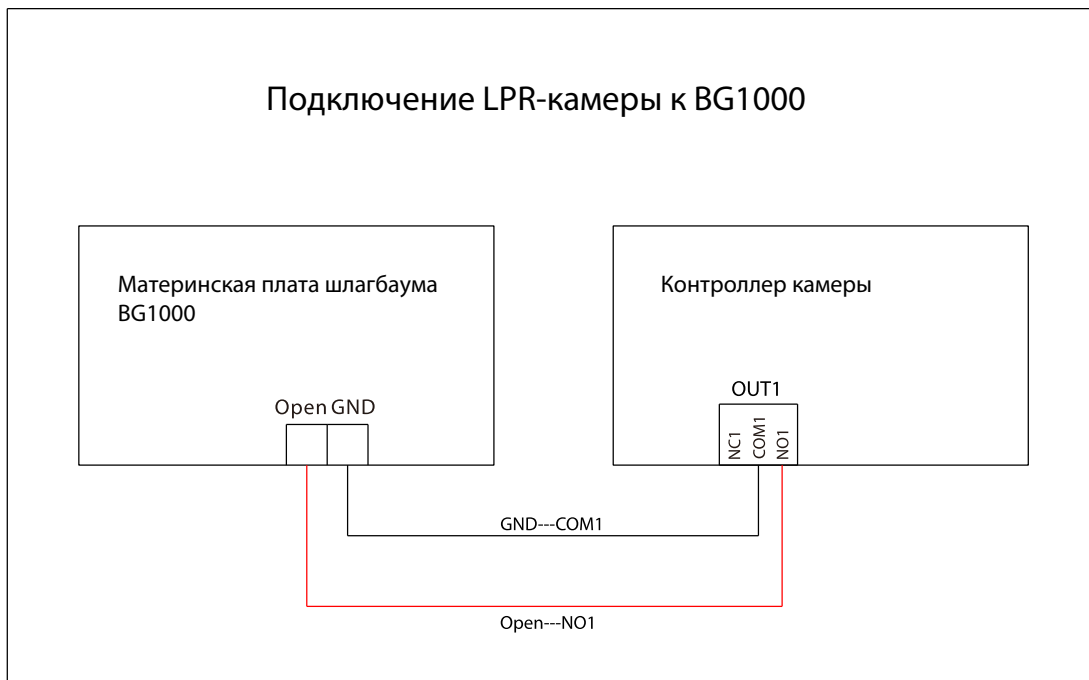 Подключение LPR-камеры к BG1000
Материнская плата шлагбаума
BG1000
Контроллер камеры
Open GND
OUT1
NC1
COM1
NO1
GND---COM1
Open---NO1